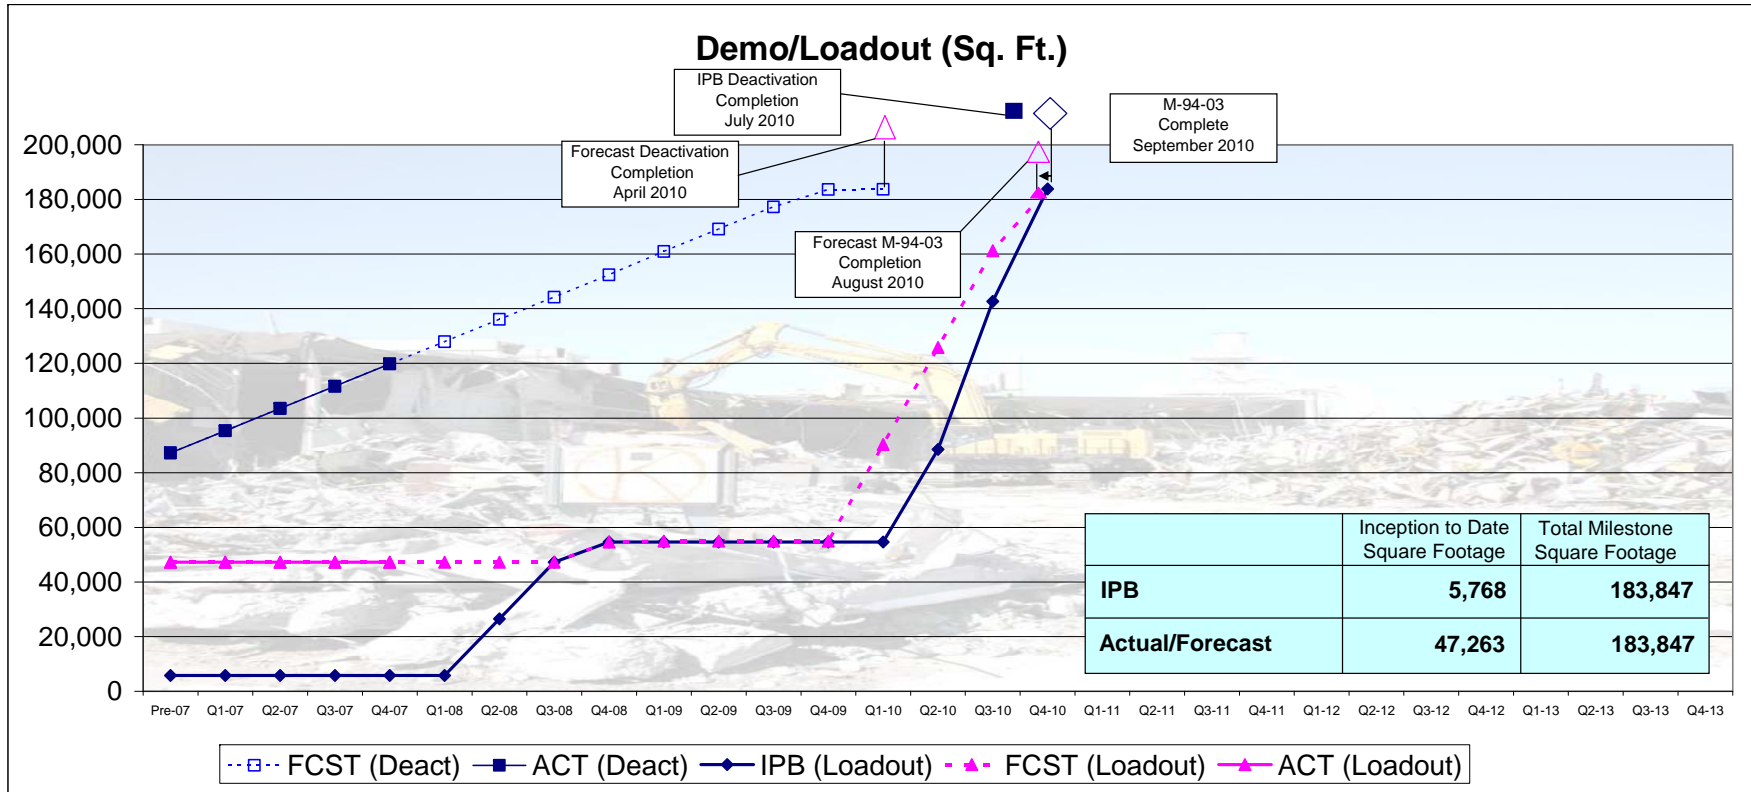 Demo/Loadout (Sq. Ft.)
IPB Deactivation
Completion
July 2010
M-94-03
Complete
September 2010
Forecast Deactivation
Completion
April 2010
Forecast M-94-03
Completion
August 2010
200,000
180,000
160,000
140,000
120,000
100,000
80,000
60,000
40,000
20,000
0
Inception to Date
Square Footage
Total Milestone
Square Footage
IPB 5,768 183,847
Actual/Forecast 47,263 183,847
Pre-07 Q1-07 Q2-07 Q3-07 Q4-07 Q1-08 Q2-08 Q3-08 Q4-08 Q1-09 Q2-09 Q3-09 Q4-09 Q1-10 Q2-10 Q3-10 Q4-10 Q1-11 Q2-11 Q3-11 Q4-11 Q1-12 Q2-12 Q3-12 Q4-12 Q1-13 Q2-13 Q3-13 Q4-13
FCST (Deact) ACT (Deact) IPB (Loadout) FCST (Loadout) ACT (Loadout)